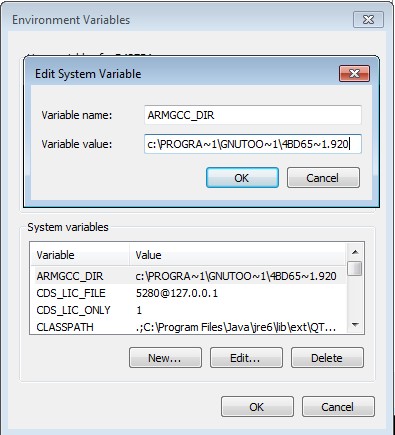 Environment Variables
Edit System Variable
Variable name:
ARMGCC_DIR
Variable value:
c:\PROGRA~1\GNUTOO~1\4BD65~1.920
OK
Cancel
System variables
Variable Value
ARMGCC_DIR c:\PROGRA~1\GNUTOO~1\4BD65~1.920
CDS_LIC_FILE 5280@127.0.0.1
CDS_LIC_ONLY 1
CLASSPATH .;C:\Program Files\Java\jre6\lib\ext\QT...
New... Edit... Delete
OK Cancel